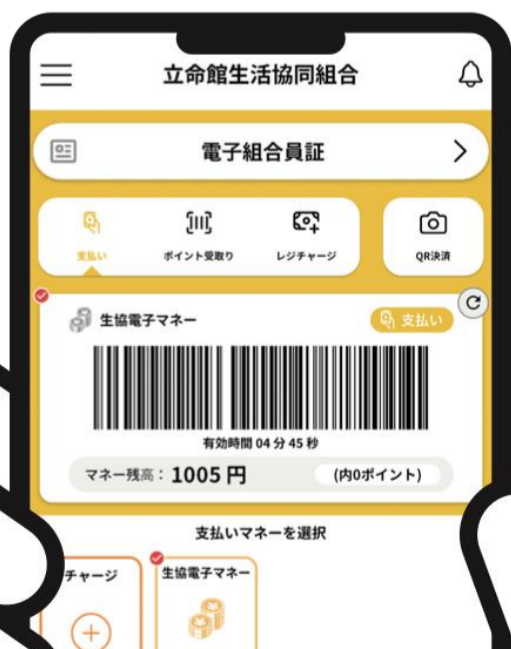 立命館生活協同組合
電子組合員証
支払い
ポイント受取り
レジチャージ
QR決済
生協電子マネー
支払い
有効時間 04 分 45 秒
マネー残高：1005 円
(内0ポイント)
支払いマネーを選択
チャージ
生協電子マネー